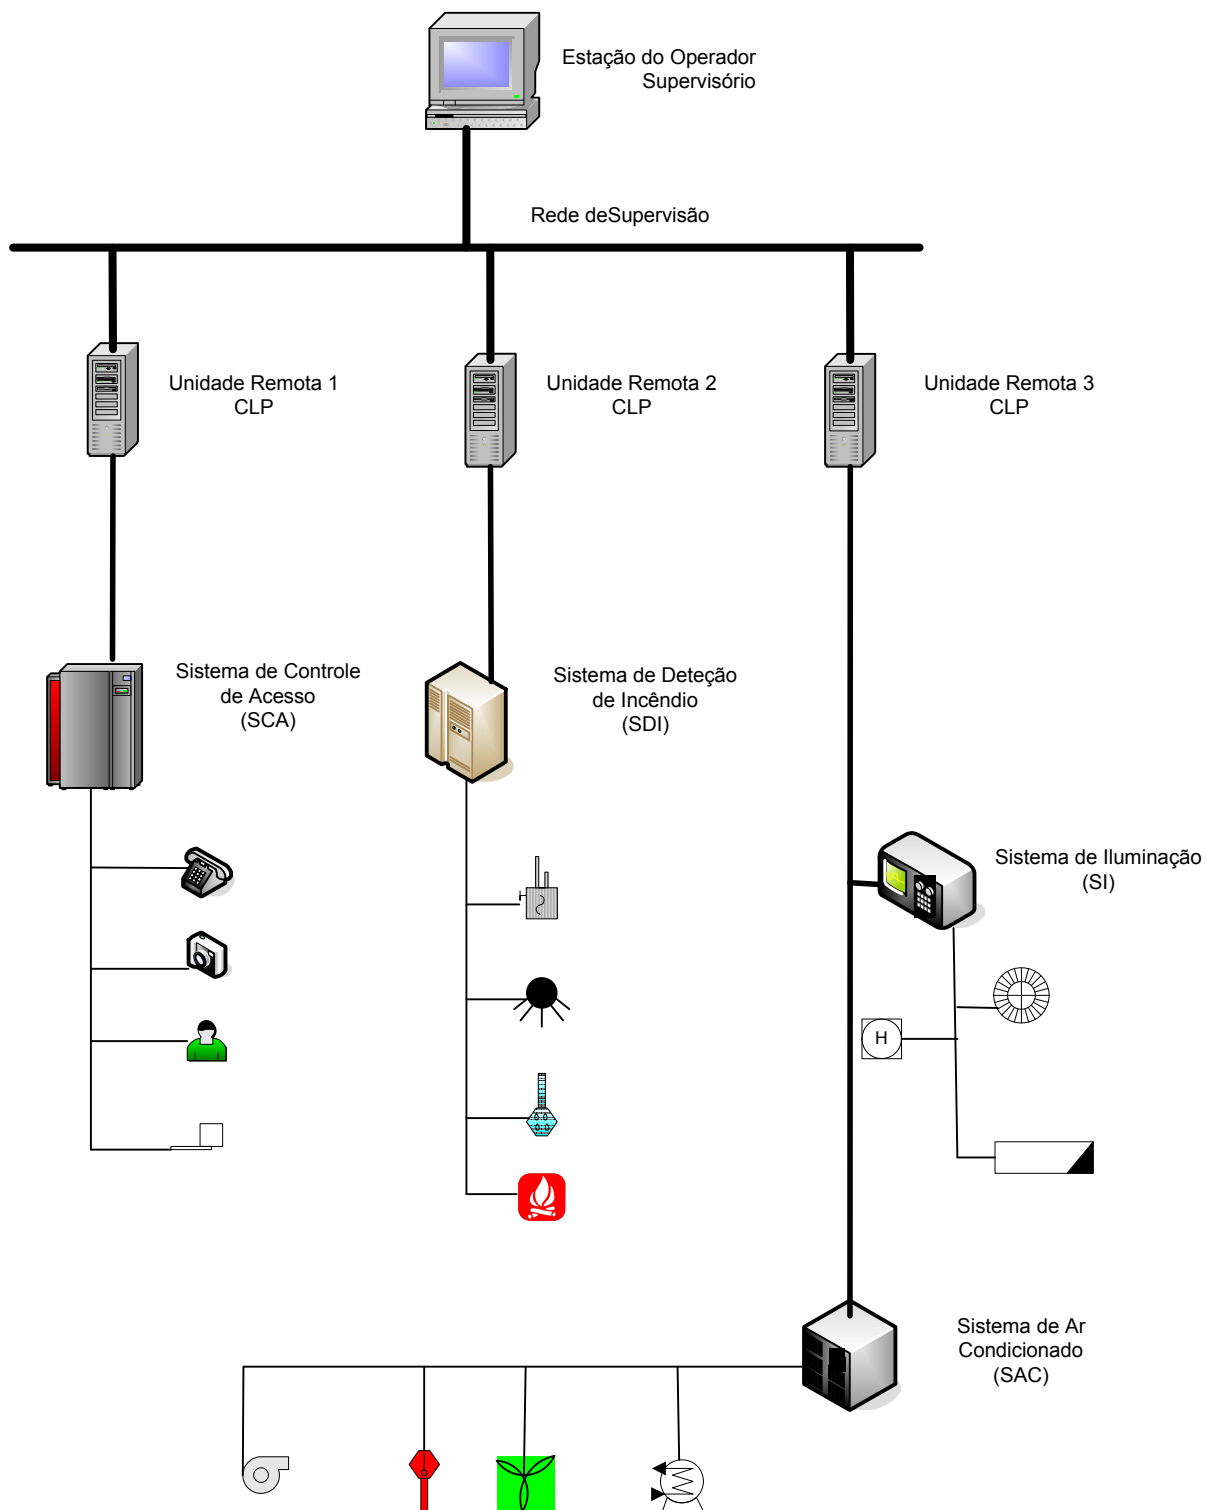 Estação do Operador
Supervisório
Rede deSupervisão
Unidade Remota 1
CLP
Unidade Remota 2
CLP
Unidade Remota 3
CLP
Sistema de Controle
de Acesso
(SCA)
Sistema de Deteção
de Incêndio
(SDI)
Sistema de Iluminação
(SI)
H
Sistema de Ar
Condicionado
(SAC)